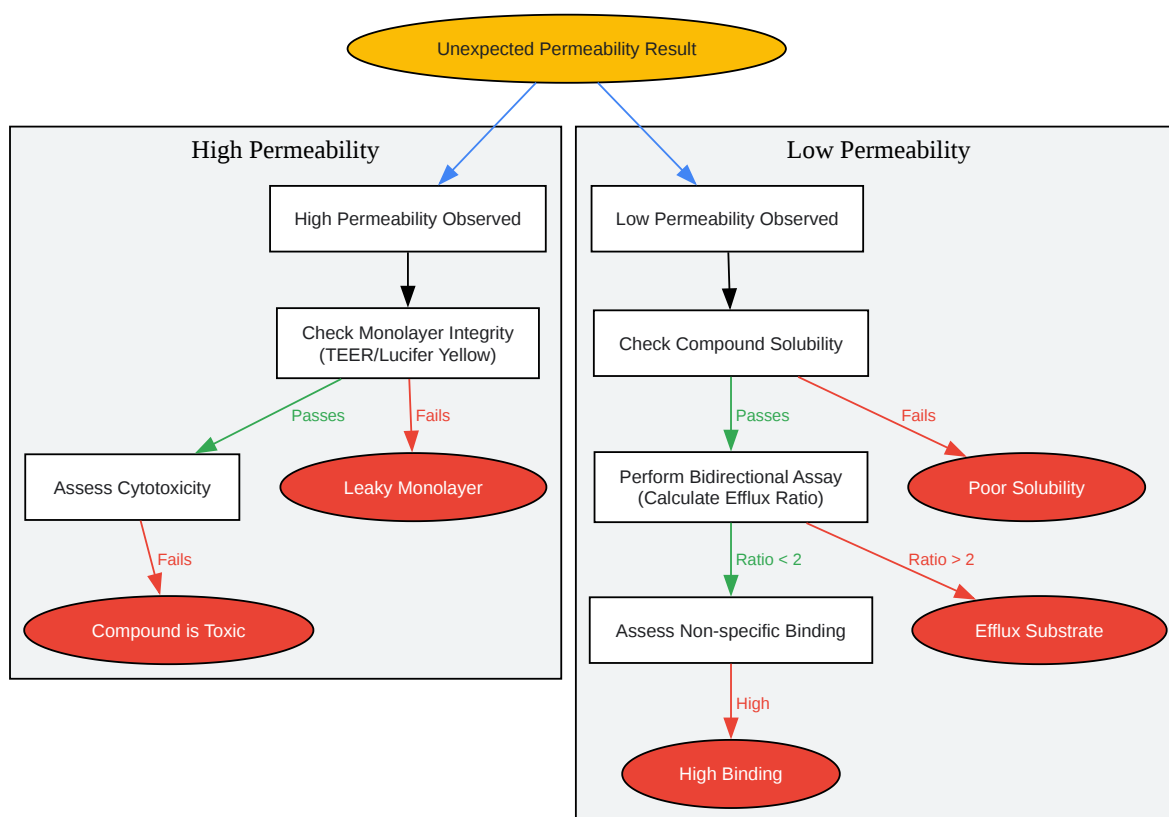 Unexpected Permeability Result
High Permeability
High Permeability Observed
Check Monolayer Integrity
(TEER/Lucifer Yellow)
Passes
Fails
Assess Cytotoxicity
Leaky Monolayer
Fails
Compound is Toxic
Low Permeability
Low Permeability Observed
Check Compound Solubility
Passes
Fails
Perform Bidirectional Assay
(Calculate Efflux Ratio)
Poor Solubility
Ratio < 2
Ratio > 2
Assess Non-specific Binding
Efflux Substrate
High
High Binding